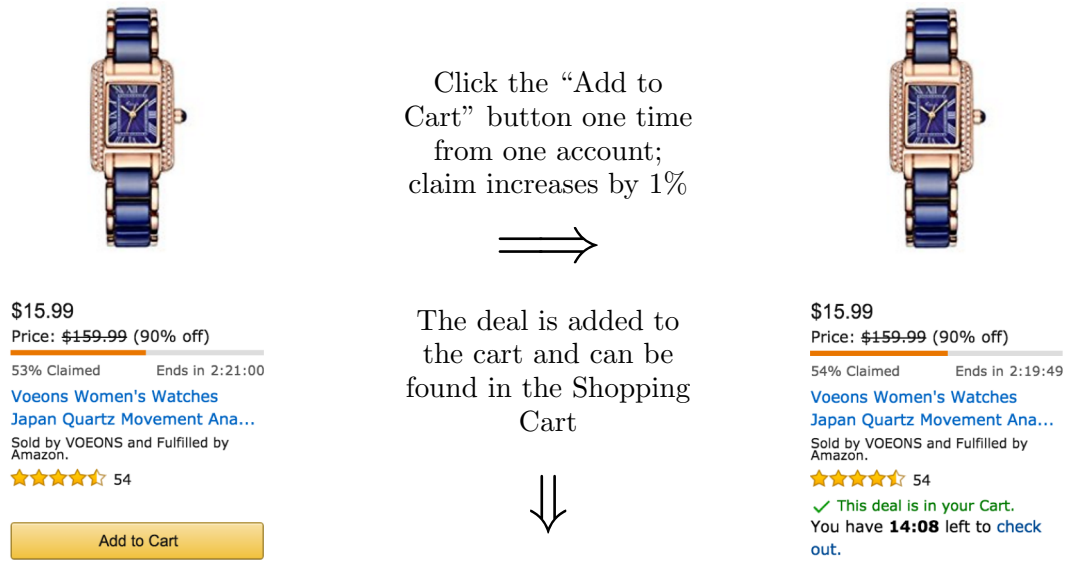 $15.99
Price: $159.99 (90% off)
53% Claimed Ends in 2:21:00
Voeons Women's Watches
Japan Quartz Movement Ana...
Sold by VOEONS and Fulfilled by
Amazon.
54
Add to Cart
Click the “Add to
Cart” button one time
from one account;
claim increases by 1%
The deal is added to
the cart and can be
found in the Shopping
Cart
$15.99
Price: $159.99 (90% off)
54% Claimed Ends in 2:19:49
Voeons Women's Watches
Japan Quartz Movement Ana...
Sold by VOEONS and Fulfilled by
Amazon.
54
This deal is in your Cart.
You have 14:08 left to check
out.